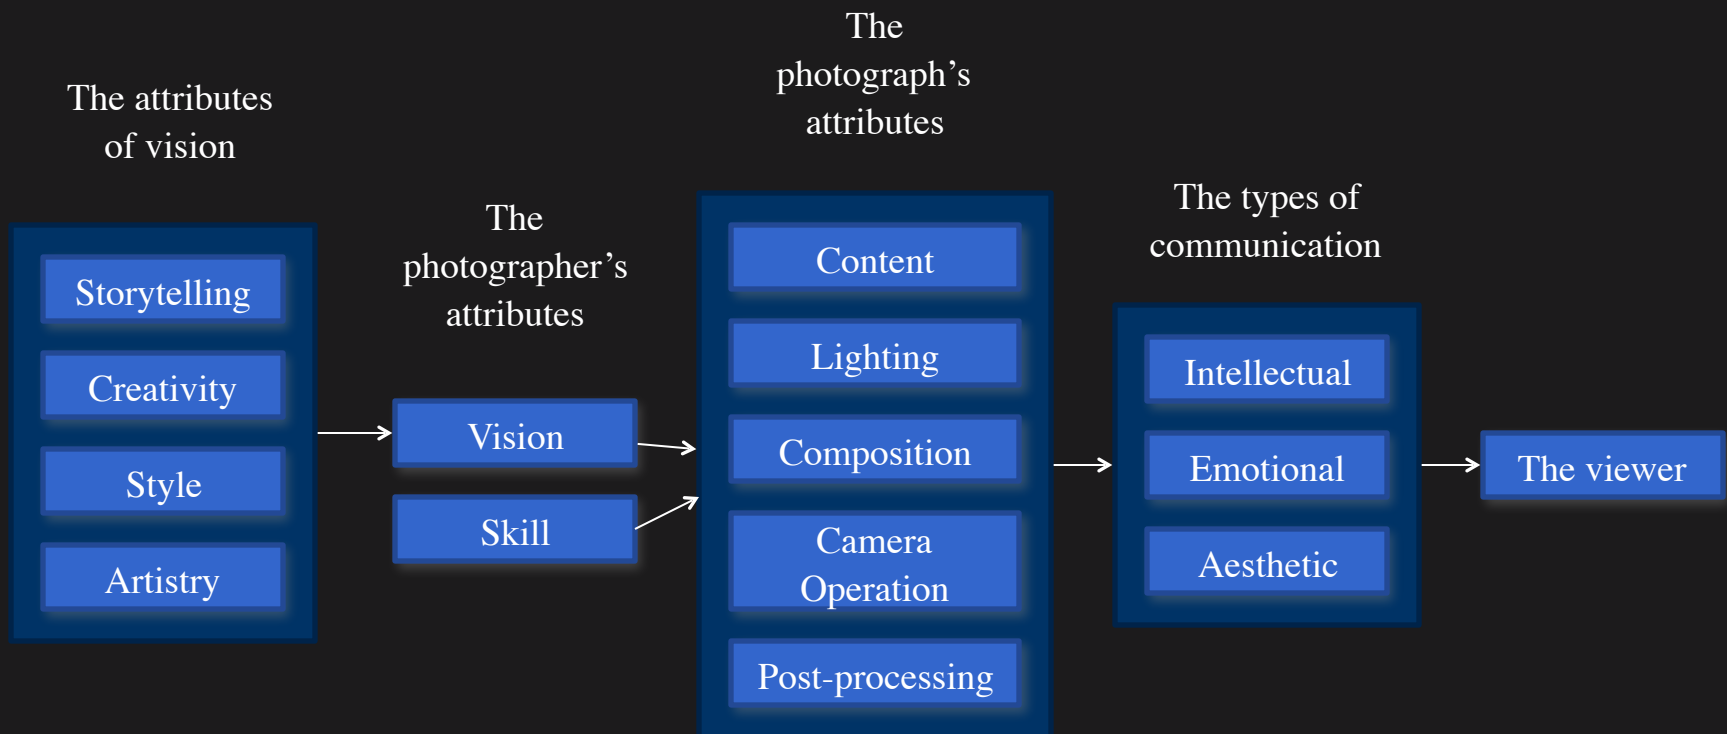 The attributes
of vision
Storytelling
Creativity
Style
Artistry
The
photographer’s
attributes
Vision
Skill
The
photograph’s
attributes
Content
Lighting
Composition
Camera
Operation
Post-processing
The types of
communication
Intellectual
Emotional
Aesthetic
The viewer